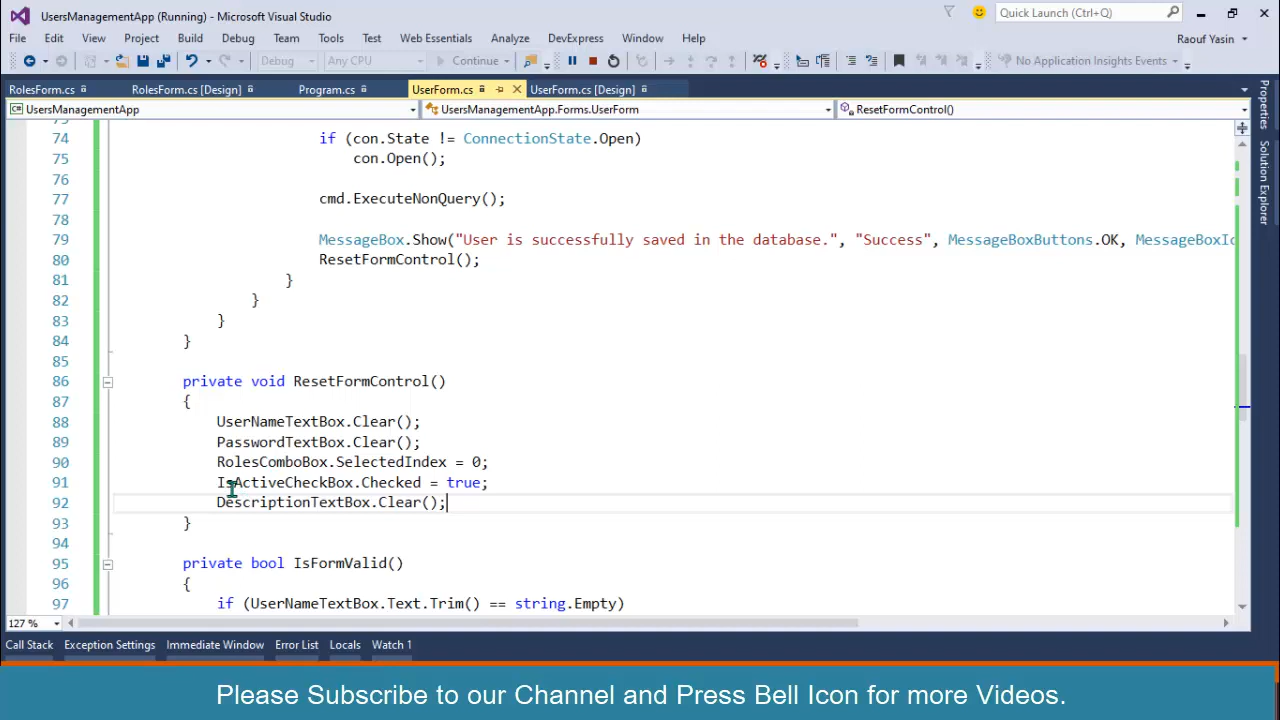 UsersManagementApp (Running) - Microsoft Visual Studio
Quick Launch (Ctrl+Q)
File Edit View Project Build Debug Team Tools Test Web Essentials Analyze DevExpress Window Help
Raouf Yasin
Debug Any CPU Continue No Application Insights Events
RolesForm.cs RolesForm.cs [Design] Program.cs UserForm.cs UserForm.cs [Design]
UsersManagementApp UsersManagementApp.Forms.UserForm ResetFormControl()
Properties
Solution Explorer
73
74 if (con.State != ConnectionState.Open)
75 con.Open();
76
77 cmd.ExecuteNonQuery();
78
79 MessageBox.Show("User is successfully saved in the database.", "Success", MessageBoxButtons.OK, MessageBoxIc
80 ResetFormControl();
81 }
82 }
83 }
84 }
85
86 private void ResetFormControl()
87 {
88 UserNameTextBox.Clear();
89 PasswordTextBox.Clear();
90 RolesComboBox.SelectedIndex = 0;
91 IsActiveCheckBox.Checked = true;
92 DescriptionTextBox.Clear();
93 }
94
95 private bool IsFormValid()
96 {
97 if (UserNameTextBox.Text.Trim() == string.Empty)
127 %
Call Stack Exception Settings Immediate Window Error List Locals Watch 1
Please Subscribe to our Channel and Press Bell Icon for more Videos.